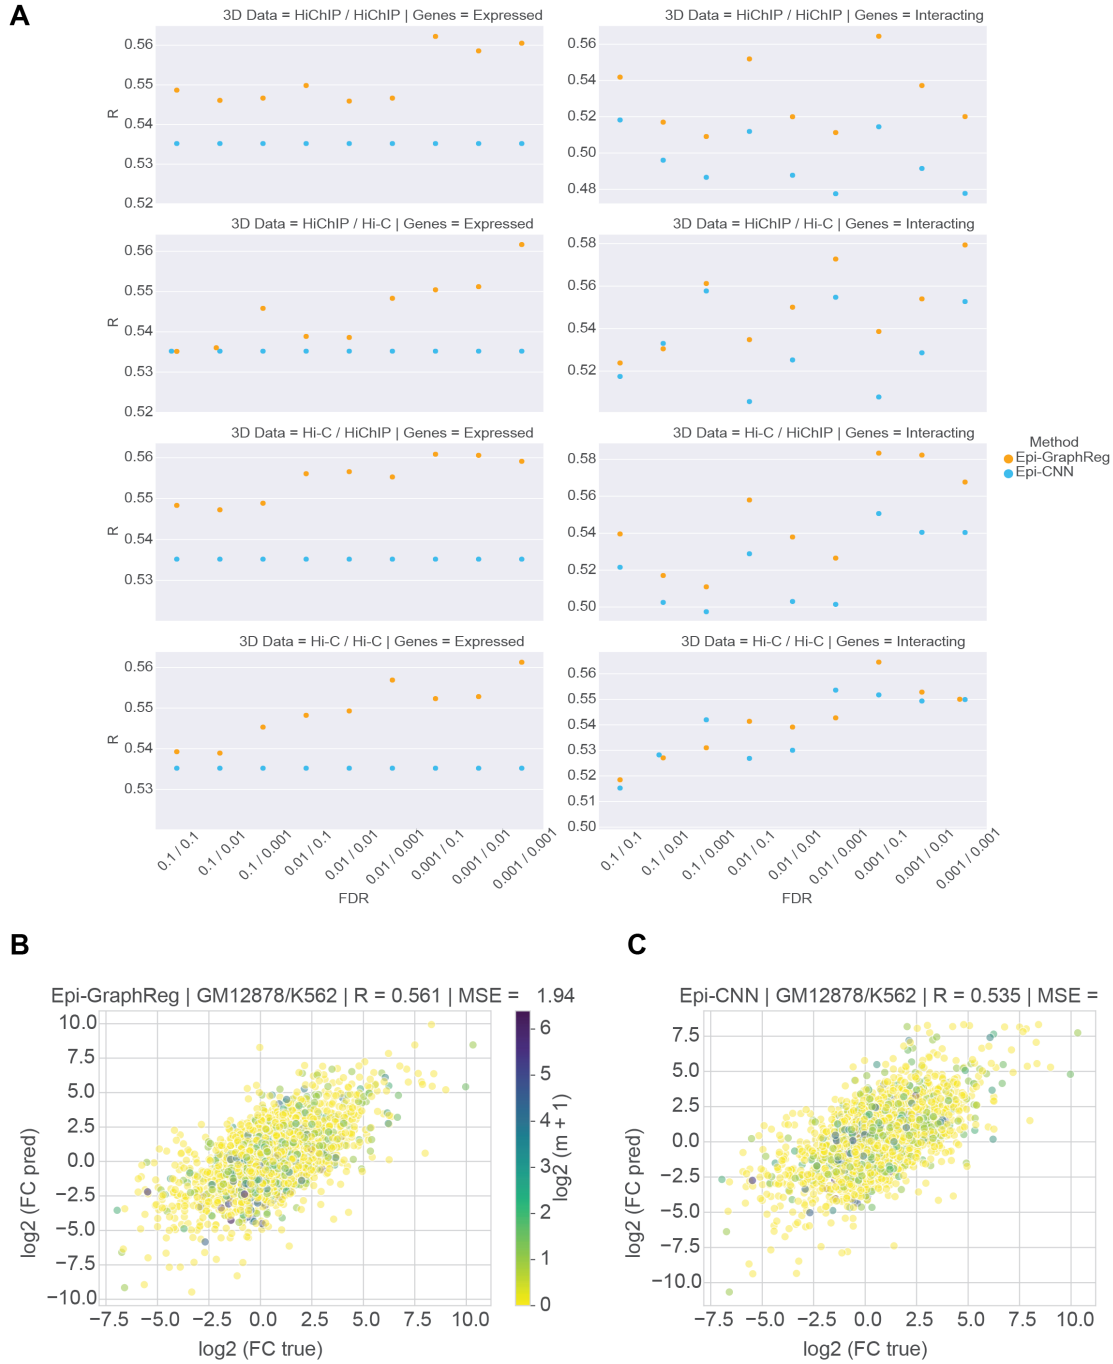 A
3D Data = HiChIP / HiChIP | Genes = Expressed
3D Data = HiChIP / HiChIP | Genes = Interacting
0.56
0.55
0.54
0.53
0.52
R
0.56
0.54
0.52
0.50
0.48
3D Data = HiChIP / Hi-C | Genes = Expressed
3D Data = HiChIP / Hi-C | Genes = Interacting
0.56
0.55
0.54
0.53
0.52
R
0.58
0.56
0.54
0.52
3D Data = Hi-C / HiChIP | Genes = Expressed
3D Data = Hi-C / HiChIP | Genes = Interacting
0.56
0.55
0.54
0.53
R
0.58
0.56
0.54
0.52
0.50
Method
Epi-GraphReg
Epi-CNN
3D Data = Hi-C / Hi-C | Genes = Expressed
3D Data = Hi-C / Hi-C | Genes = Interacting
0.56
0.55
0.54
0.53
R
0.56
0.55
0.54
0.53
0.52
0.51
0.50
0.1 / 0.1
0.1 / 0.01
0.1 / 0.001
0.01 / 0.1
0.01 / 0.01
0.01 / 0.001
0.001 / 0.1
0.001 / 0.01
0.001 / 0.001
FDR
0.1 / 0.1
0.1 / 0.01
0.1 / 0.001
0.01 / 0.1
0.01 / 0.01
0.01 / 0.001
0.001 / 0.1
0.001 / 0.01
0.001 / 0.001
FDR
B
Epi-GraphReg | GM12878/K562 | R = 0.561 | MSE = 1.94
10.0
7.5
5.0
2.5
0.0
−2.5
−5.0
−7.5
−10.0
log2 (FC pred)
−7.5 −5.0 −2.5 0.0 2.5 5.0 7.5 10.0
log2 (FC true)
6
5
4
3
2
1
0
log2 (m + 1)
C
Epi-CNN | GM12878/K562 | R = 0.535 | MSE =
7.5
5.0
2.5
0.0
−2.5
−5.0
−7.5
−10.0
log2 (FC pred)
−7.5 −5.0 −2.5 0.0 2.5 5.0 7.5 10.0
log2 (FC true)